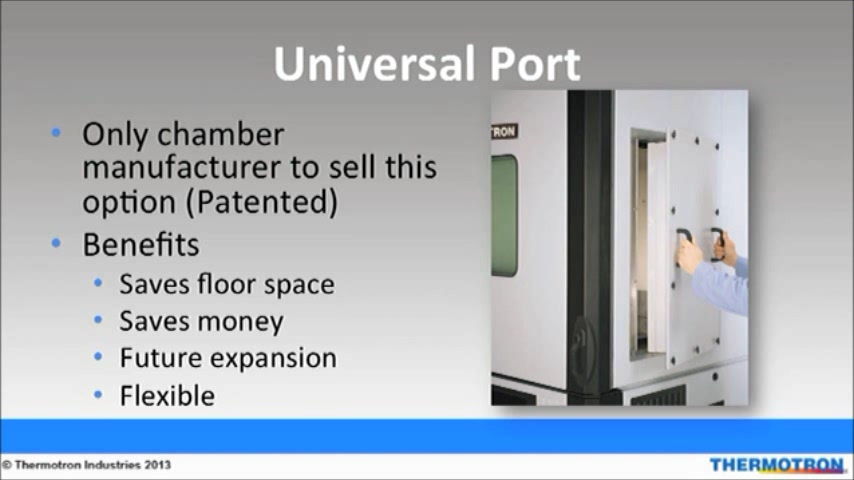 Universal Port
• Only chamber
manufacturer to sell this
option (Patented)
• Benefits
• Saves floor space
• Saves money
• Future expansion
• Flexible
TRON
© Thermotron Industries 2013
THERMOTRON